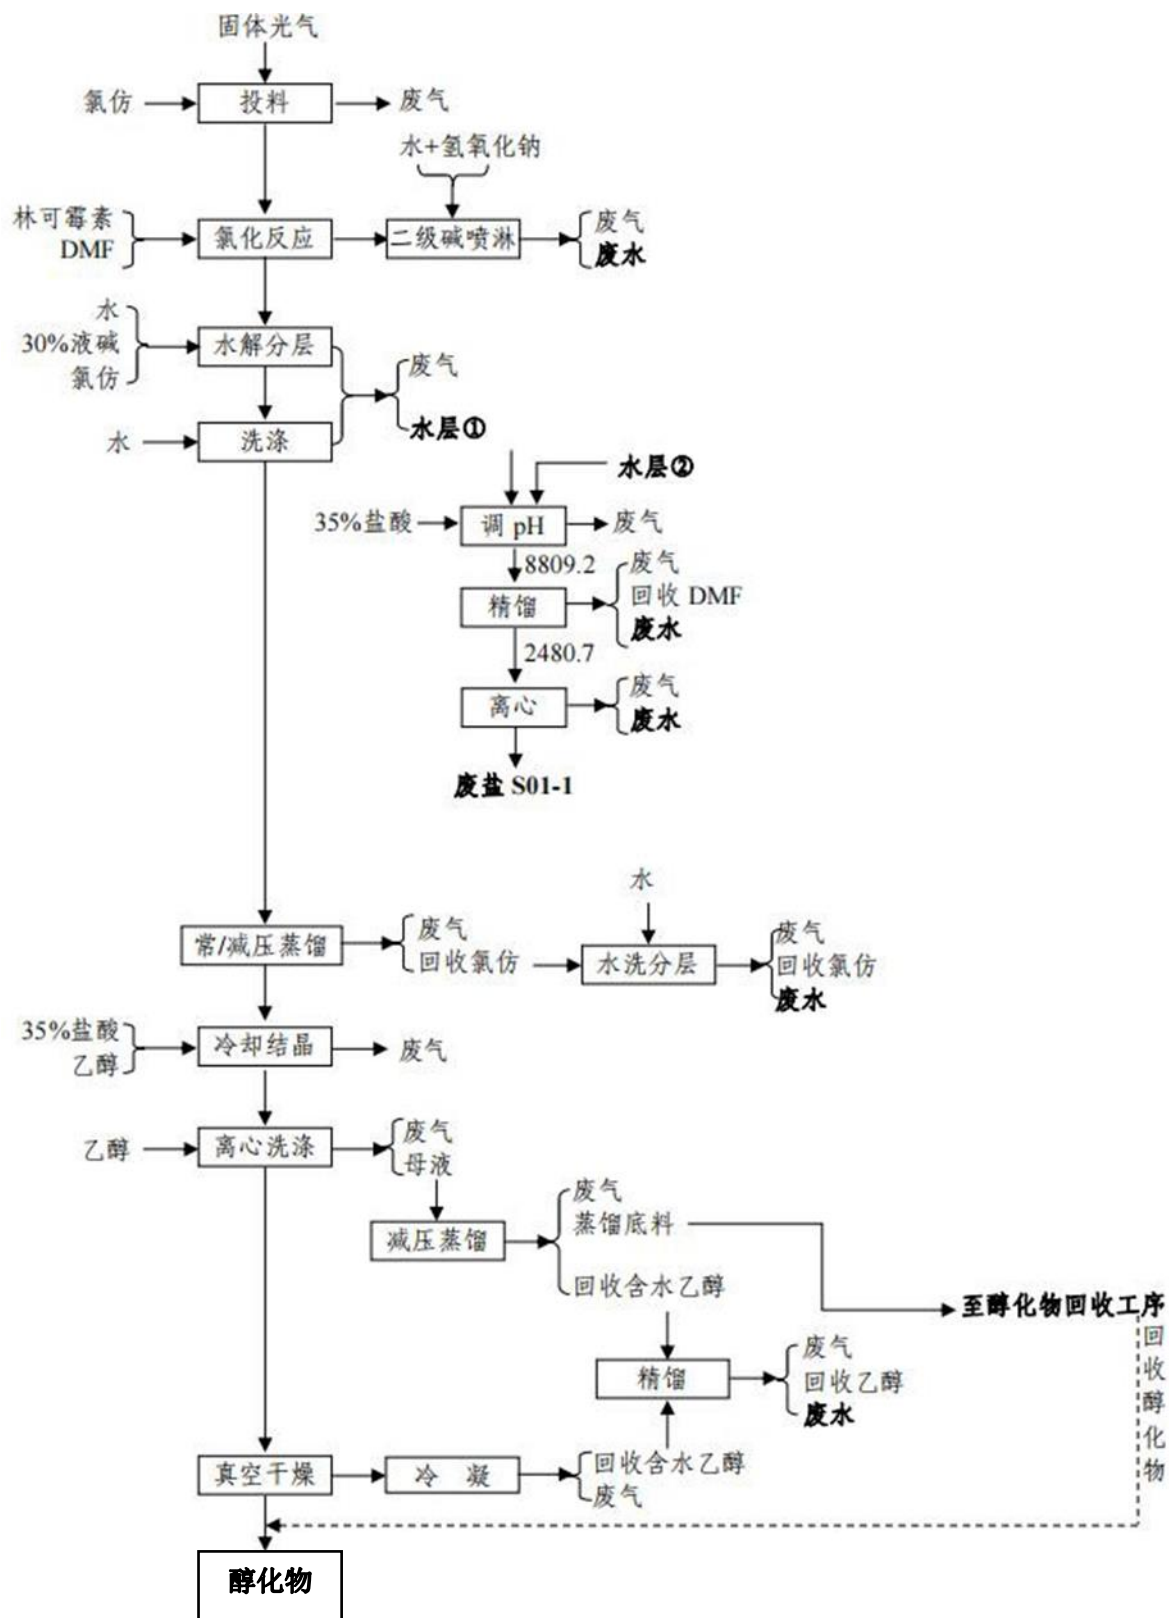 固体光气
氯仿
投料
废气
水+氢氧化钠
林可霉素
DMF
氯化反应
二级碱喷淋
废气
废水
水
30%液碱
氯仿
水解分层
废气
水层①
水
洗涤
水层②
35%盐酸
调 pH
废气
8809.2
精馏
废气
回收 DMF
废水
2480.7
离心
废气
废水
废盐 S01-1
水
常/减压蒸馏
废气
回收氯仿
水洗分层
废气
回收氯仿
废水
35%盐酸
乙醇
冷却结晶
废气
乙醇
离心洗涤
废气
母液
减压蒸馏
废气
蒸馏底料
回收含水乙醇
至醇化物回收工序
回收醇化物
精馏
废气
回收乙醇
废水
真空干燥
冷 凝
回收含水乙醇
废气
醇化物